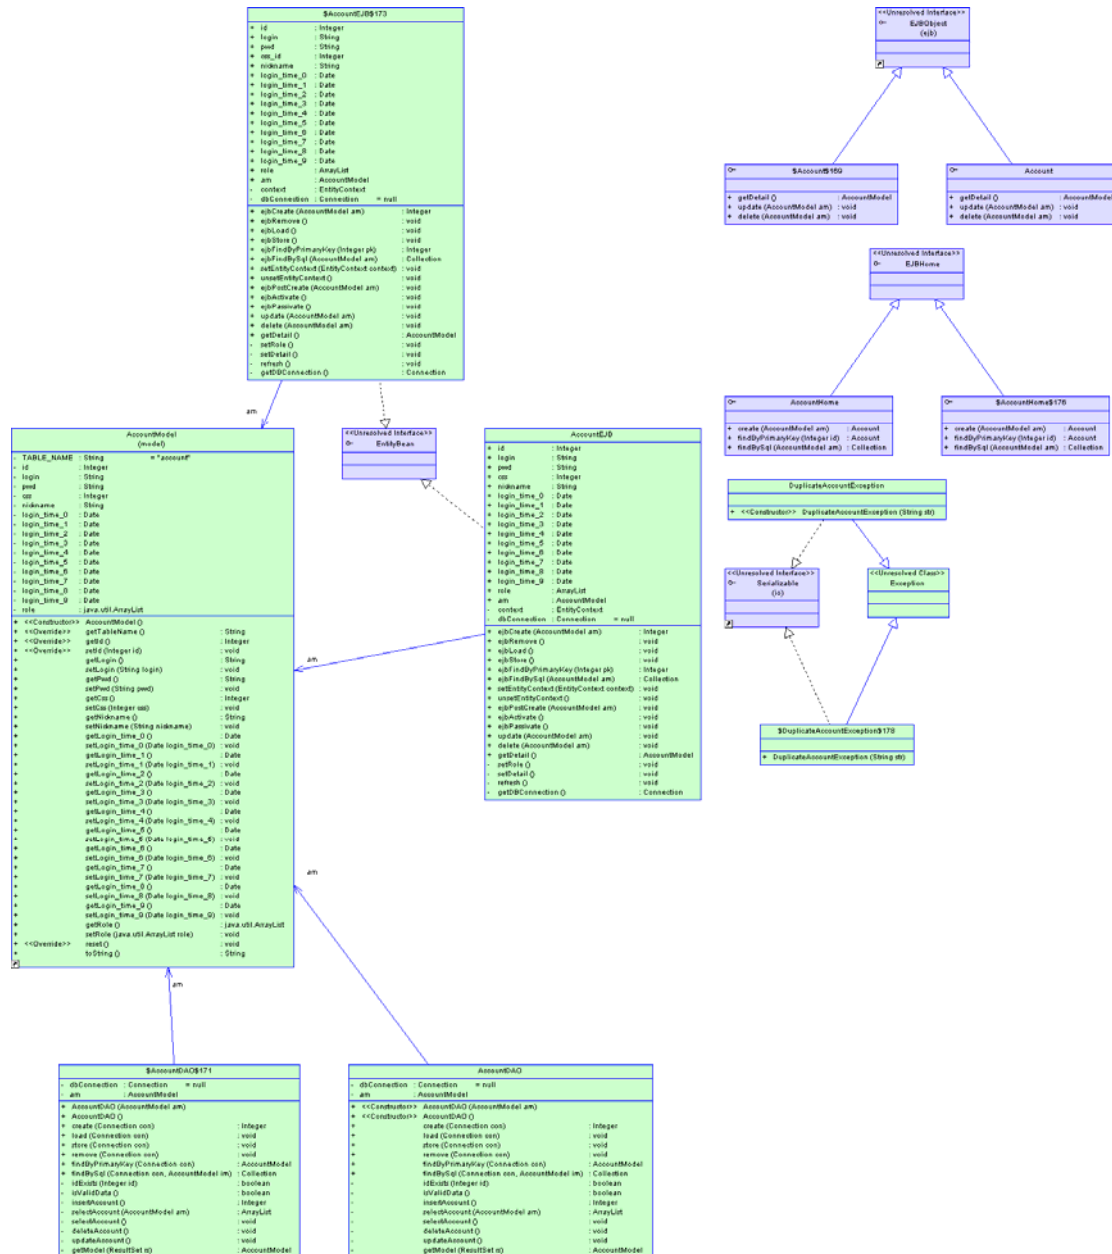 $AccountEJB$173
+ id : Integer
+ login : String
+ pwd : String
+ css_id : Integer
+ nickname : String
+ login_time_0 : Date
+ login_time_1 : Date
+ login_time_2 : Date
+ login_time_3 : Date
+ login_time_4 : Date
+ login_time_5 : Date
+ login_time_6 : Date
+ login_time_7 : Date
+ login_time_8 : Date
+ login_time_9 : Date
+ role : ArrayList
+ am : AccountModel
- context : EntityContext
- dbConnection : Connection = null
+ ejbCreate (AccountModel am) : Integer
+ ejbRemove () : void
+ ejbLoad () : void
+ ejbStore () : void
+ ejbFindByPrimaryKey (Integer pk) : Integer
+ ejbFindBySql (AccountModel am) : Collection
+ setEntityContext (EntityContext context) : void
+ unsetEntityContext () : void
+ ejbPostCreate (AccountModel am) : void
+ ejbActivate () : void
+ ejbPassivate () : void
+ update (AccountModel am) : void
+ delete (AccountModel am) : void
+ getDetail () : AccountModel
- setRole () : void
- setDetail () : void
- refresh () : void
- getDBConnection () : Connection
<<Unresolved Interface>>
EJBObject
(ejb)
$Account$169
+ getDetail () : AccountModel
+ update (AccountModel am) : void
+ delete (AccountModel am) : void
Account
+ getDetail () : AccountModel
+ update (AccountModel am) : void
+ delete (AccountModel am) : void
<<Unresolved Interface>>
EJBHome
AccountHome
+ create (AccountModel am) : Account
+ findByPrimaryKey (Integer id) : Account
+ findBySql (AccountModel am) : Collection
$AccountHome$176
+ create (AccountModel am) : Account
+ findByPrimaryKey (Integer id) : Account
+ findBySql (AccountModel am) : Collection
am
AccountModel
(model)
- TABLE_NAME : String = "account"
- id : Integer
- login : String
- pwd : String
- css : Integer
- nickname : String
- login_time_0 : Date
- login_time_1 : Date
- login_time_2 : Date
- login_time_3 : Date
- login_time_4 : Date
- login_time_5 : Date
- login_time_6 : Date
- login_time_7 : Date
- login_time_8 : Date
- login_time_9 : Date
- role : java.util.ArrayList
+ <<Constructor>> AccountModel ()
+ <<Override>> getTableName () : String
+ <<Override>> getId () : Integer
+ <<Override>> setId (Integer id) : void
+ getLogin () : String
+ setLogin (String login) : void
+ getPwd () : String
+ setPwd (String pwd) : void
+ getCss () : Integer
+ setCss (Integer css) : void
+ getNickname () : String
+ setNickname (String nickname) : void
+ getLogin_time_0 () : Date
+ setLogin_time_0 (Date login_time_0) : void
+ getLogin_time_1 () : Date
+ setLogin_time_1 (Date login_time_1) : void
+ getLogin_time_2 () : Date
+ setLogin_time_2 (Date login_time_2) : void
+ getLogin_time_3 () : Date
+ setLogin_time_3 (Date login_time_3) : void
+ getLogin_time_4 () : Date
+ setLogin_time_4 (Date login_time_4) : void
+ getLogin_time_5 () : Date
+ setLogin_time_5 (Date login_time_5) : void
+ getLogin_time_6 () : Date
+ setLogin_time_6 (Date login_time_6) : void
+ getLogin_time_7 () : Date
+ setLogin_time_7 (Date login_time_7) : void
+ getLogin_time_8 () : Date
+ setLogin_time_8 (Date login_time_8) : void
+ getLogin_time_9 () : Date
+ setLogin_time_9 (Date login_time_9) : void
+ getRole () : java.util.ArrayList
+ setRole (java.util.ArrayList role) : void
+ <<Override>> reset () : void
+ toString () : String
<<Unresolved Interface>>
EntityBean
AccountEJB
+ id : Integer
+ login : String
+ pwd : String
+ css : Integer
+ nickname : String
+ login_time_0 : Date
+ login_time_1 : Date
+ login_time_2 : Date
+ login_time_3 : Date
+ login_time_4 : Date
+ login_time_5 : Date
+ login_time_6 : Date
+ login_time_7 : Date
+ login_time_8 : Date
+ login_time_9 : Date
+ role : ArrayList
+ am : AccountModel
- context : EntityContext
- dbConnection : Connection = null
+ ejbCreate (AccountModel am) : Integer
+ ejbRemove () : void
+ ejbLoad () : void
+ ejbStore () : void
+ ejbFindByPrimaryKey (Integer pk) : Integer
+ ejbFindBySql (AccountModel am) : Collection
+ setEntityContext (EntityContext context) : void
+ unsetEntityContext () : void
+ ejbPostCreate (AccountModel am) : void
+ ejbActivate () : void
+ ejbPassivate () : void
+ update (AccountModel am) : void
+ delete (AccountModel am) : void
+ getDetail () : AccountModel
- setRole () : void
- setDetail () : void
- refresh () : void
- getDBConnection () : Connection
DuplicateAccountException
+ <<Constructor>> DuplicateAccountException (String str)
<<Unresolved Interface>>
Serializable
(io)
<<Unresolved Class>>
Exception
$DuplicateAccountException$178
+ DuplicateAccountException (String str)
am
am
am
$AccountDAO$171
- dbConnection : Connection = null
- am : AccountModel
+ AccountDAO (AccountModel am)
+ AccountDAO ()
+ create (Connection con) : Integer
+ load (Connection con) : void
+ store (Connection con) : void
+ remove (Connection con) : void
+ findByPrimaryKey (Connection con) : AccountModel
+ findBySql (Connection con, AccountModel im) : Collection
- idExists (Integer id) : boolean
- isValidData () : boolean
- insertAccount () : Integer
- selectAccount (AccountModel am) : ArrayList
- selectAccount () : void
- deleteAccount () : void
- updateAccount () : void
- getModel (ResultSet rs) : AccountModel
AccountDAO
- dbConnection : Connection = null
- am : AccountModel
+ <<Constructor>> AccountDAO (AccountModel am)
+ <<Constructor>> AccountDAO ()
+ create (Connection con) : Integer
+ load (Connection con) : void
+ store (Connection con) : void
+ remove (Connection con) : void
+ findByPrimaryKey (Connection con) : AccountModel
+ findBySql (Connection con, AccountModel im) : Collection
- idExists (Integer id) : boolean
- isValidData () : boolean
- insertAccount () : Integer
- selectAccount (AccountModel am) : ArrayList
- selectAccount () : void
- deleteAccount () : void
- updateAccount () : void
- getModel (ResultSet rs) : AccountModel